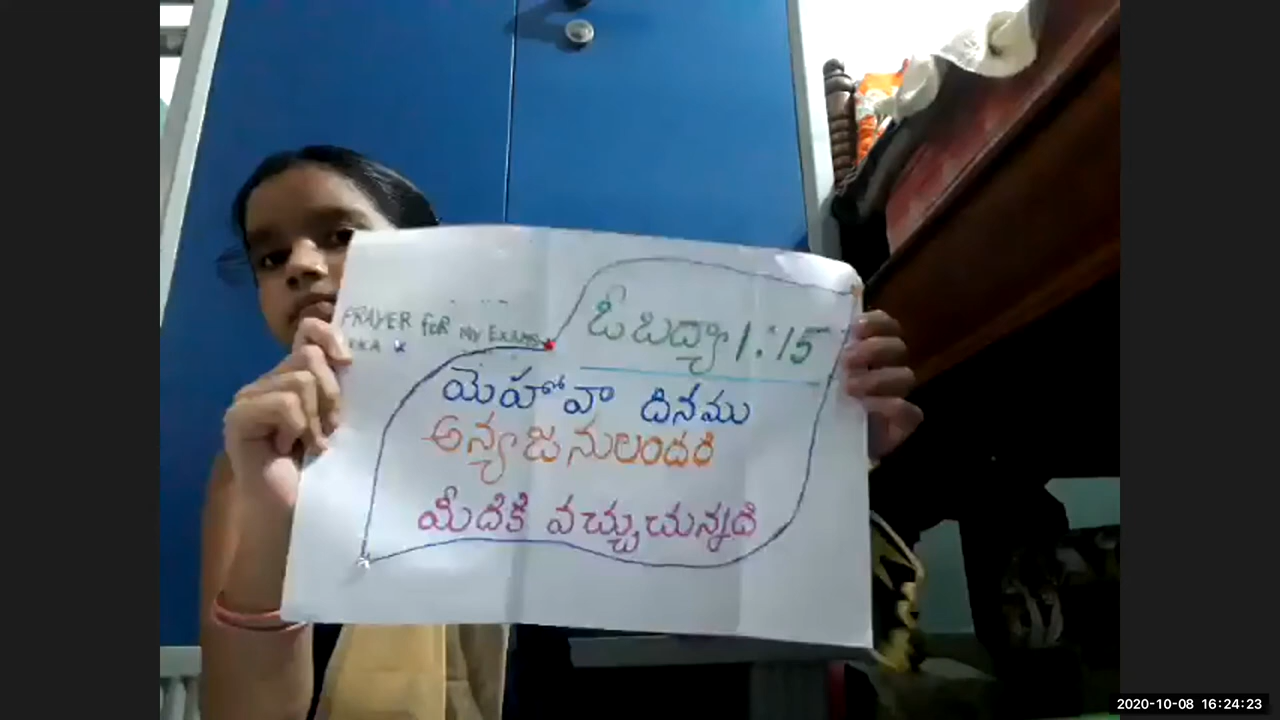 PRAYER FOR MY EXAMS
ఓబద్యా 1:15
యెహోవా దినము
అన్యజనులందరి
మీదికి వచ్చుచున్నది
2020-10-08 16:24:23